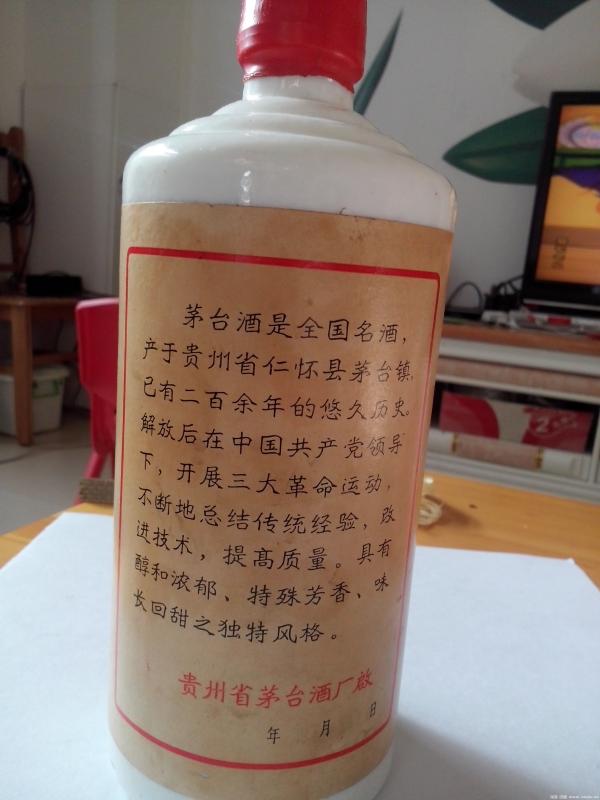 茅台酒是全国名酒，
产于贵州省仁怀县茅台镇，
已有二百余年的悠久历史。
解放后在中国共产党领导
下，开展三大革命运动，
不断地总结传统经验，改
进技术，提高质量。具有
醇和浓郁、特殊芳香、味
长回甜之独特风格。
贵州省茅台酒厂啟
年 月 日